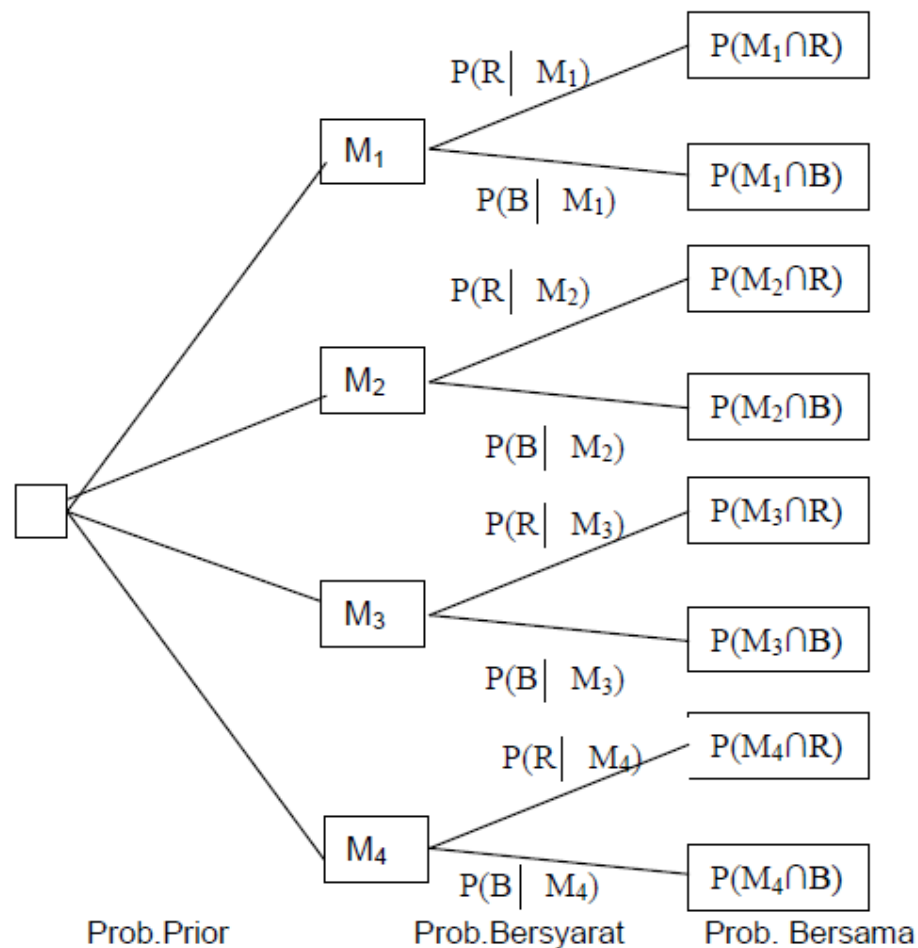 P(M₁∩R)
P(R| M₁)
M₁
P(M₁∩B)
P(B| M₁)
P(M₂∩R)
P(R| M₂)
M₂
P(M₂∩B)
P(B| M₂)
P(M₃∩R)
P(R| M₃)
M₃
P(M₃∩B)
P(B| M₃)
P(M₄∩R)
P(R| M₄)
M₄
P(M₄∩B)
P(B| M₄)
Prob.Prior Prob.Bersyarat Prob. Bersama